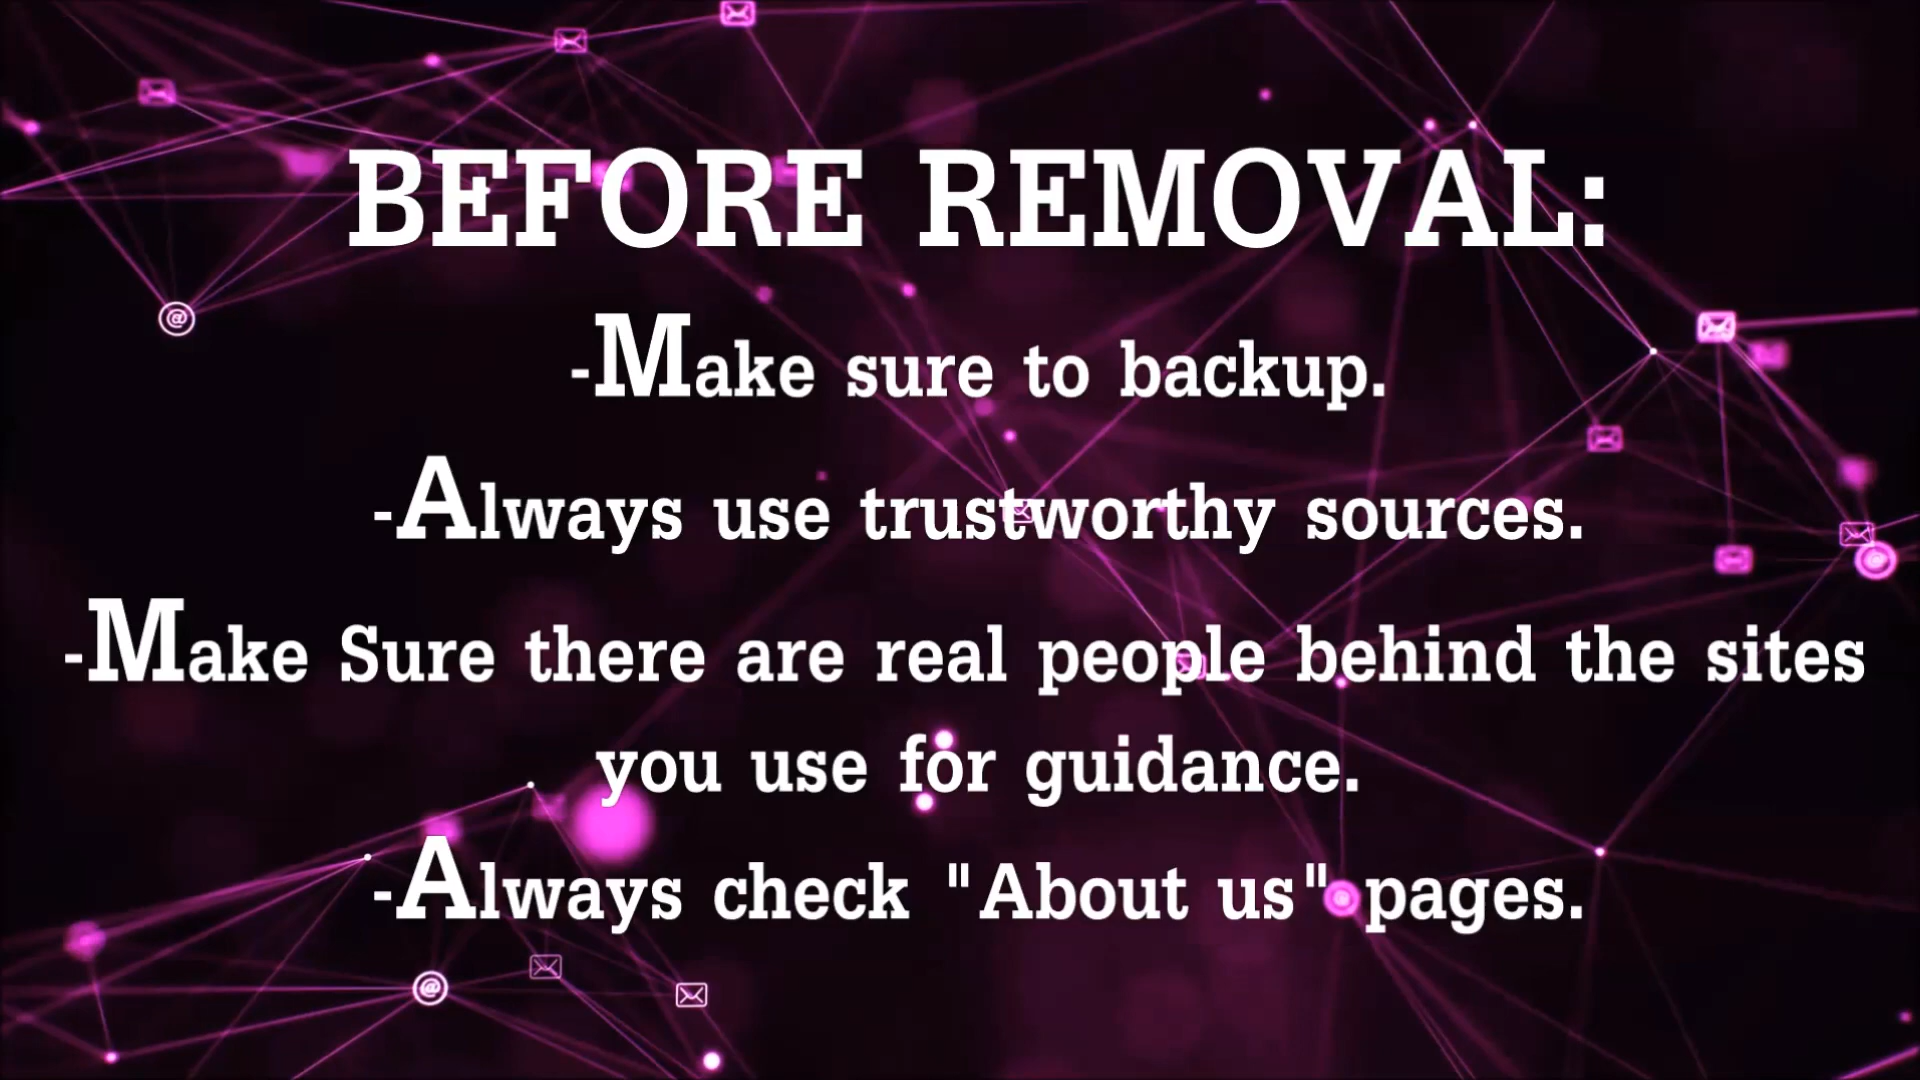 BEFORE REMOVAL:
-Make sure to backup.
-Always use trustworthy sources.
-Make Sure there are real people behind the sites
you use for guidance.
-Always check "About us" pages.